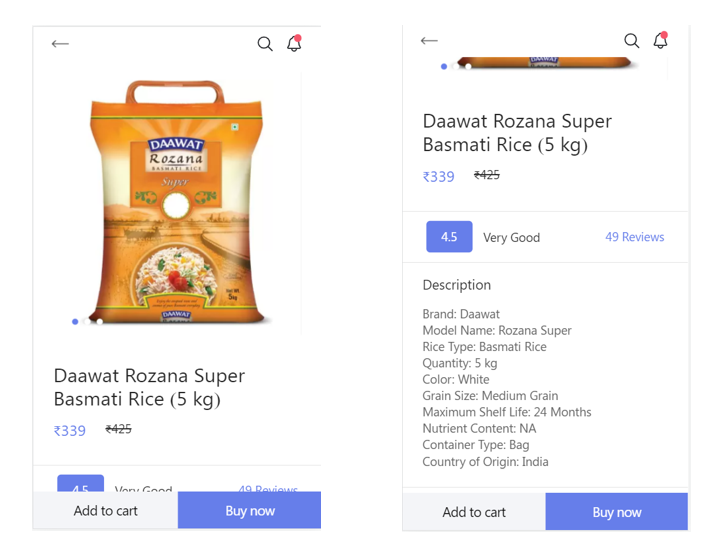 DAAWAT
Rozana
BASMATI RICE
Super
Net Wt.
5kg
DAAWAT
Daawat Rozana Super
Basmati Rice (5 kg)
₹339 ₹425
4.5 Very Good 49 Reviews
Add to cart Buy now
DAAWAT
Daawat Rozana Super
Basmati Rice (5 kg)
₹339 ₹425
4.5 Very Good 49 Reviews
Description
Brand: Daawat
Model Name: Rozana Super
Rice Type: Basmati Rice
Quantity: 5 kg
Color: White
Grain Size: Medium Grain
Maximum Shelf Life: 24 Months
Nutrient Content: NA
Container Type: Bag
Country of Origin: India
Add to cart Buy now